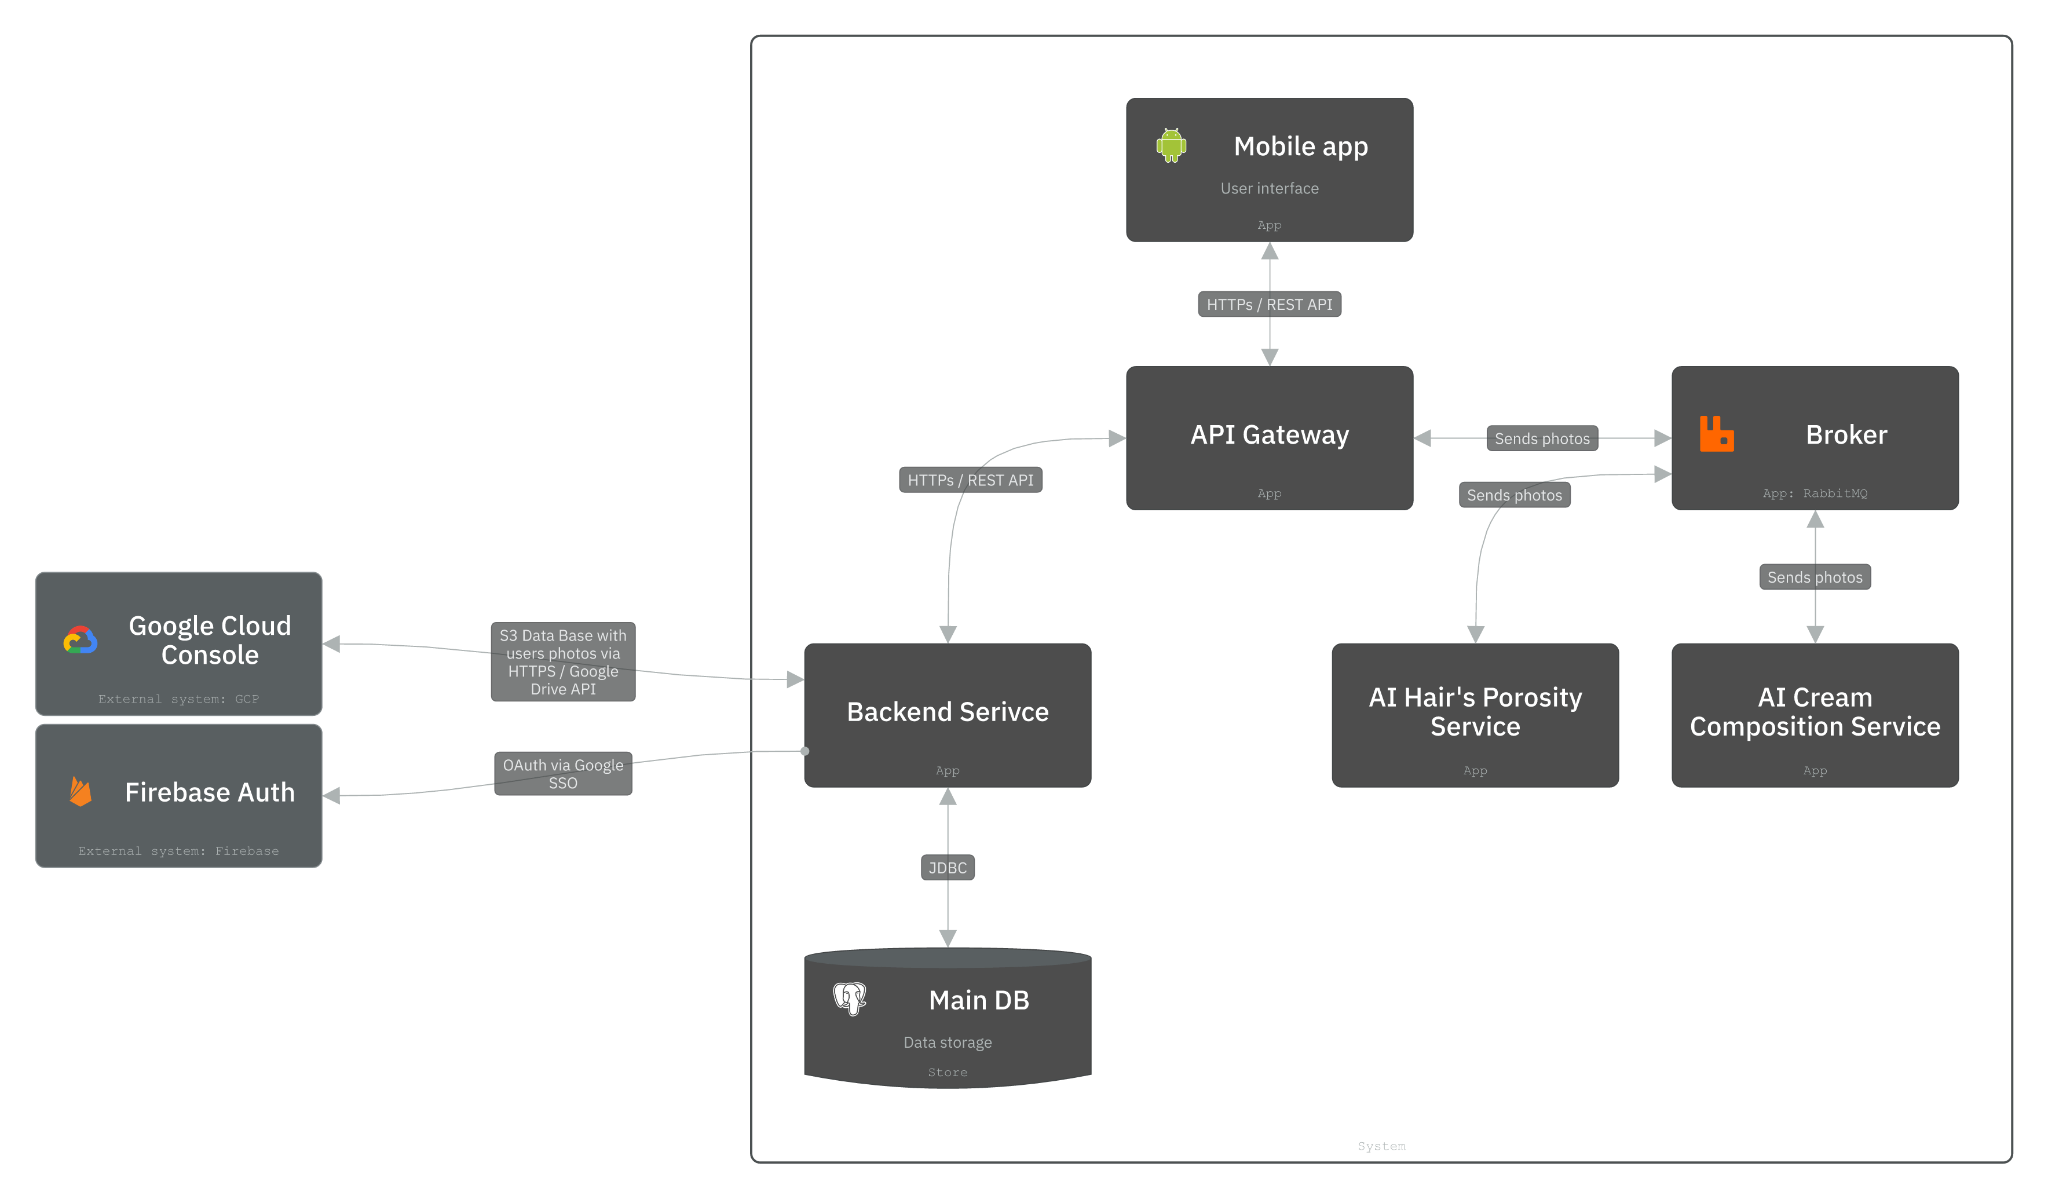 Mobile app
User interface
App
HTTPs / REST API
API Gateway
App
Sends photos
Broker
App: RabbitMQ
HTTPs / REST API
Sends photos
Sends photos
Google Cloud
Console
External system: GCP
S3 Data Base with
users photos via
HTTPS / Google
Drive API
Backend Serivce
App
AI Hair's Porosity
Service
App
AI Cream
Composition Service
App
Firebase Auth
External system: Firebase
OAuth via Google
SSO
JDBC
Main DB
Data storage
Store
System